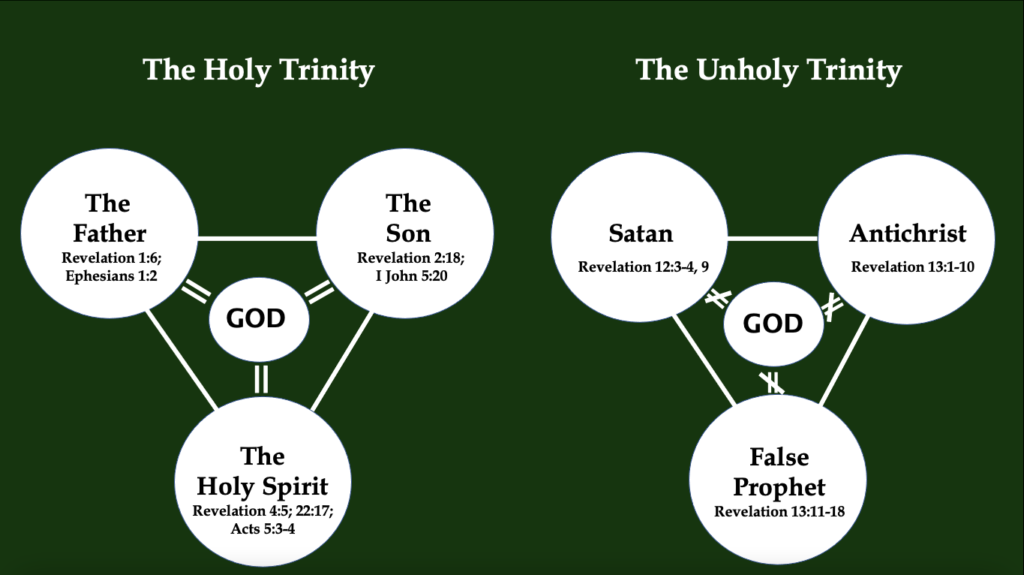 The Holy Trinity
The Father
Revelation 1:6;
Ephesians 1:2
The Son
Revelation 2:18;
I John 5:20
GOD
The
Holy Spirit
Revelation 4:5; 22:17;
Acts 5:3-4
The Unholy Trinity
Satan
Revelation 12:3-4, 9
Antichrist
Revelation 13:1-10
GOD
False
Prophet
Revelation 13:11-18